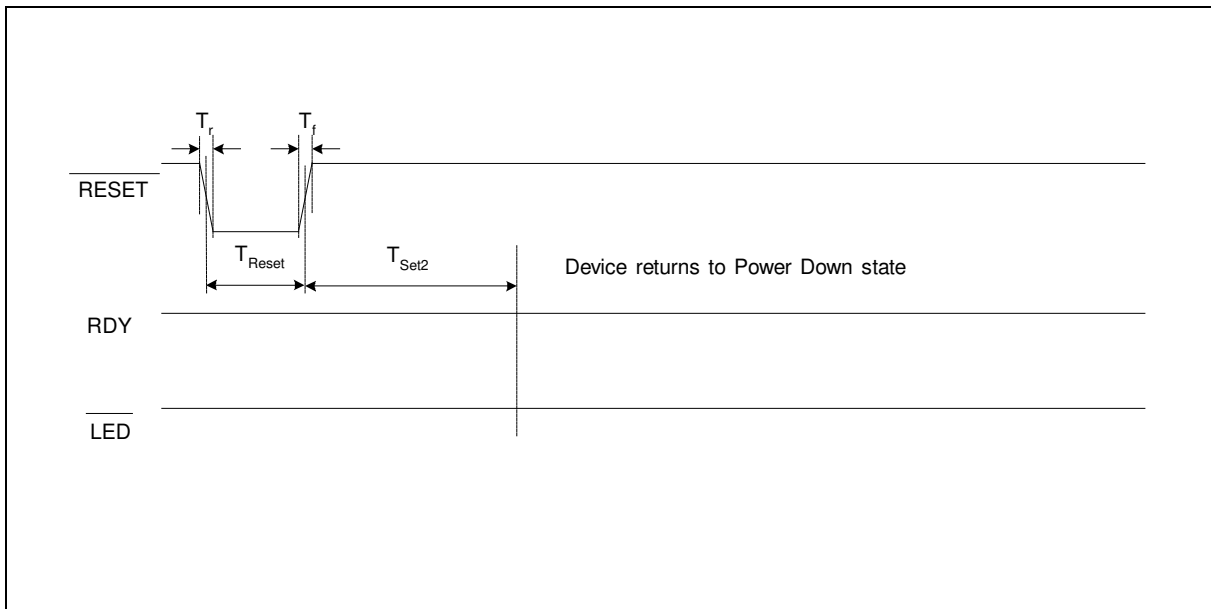 Tr
Tf
RESET
TReset
TSet2
Device returns to Power Down state
RDY
LED